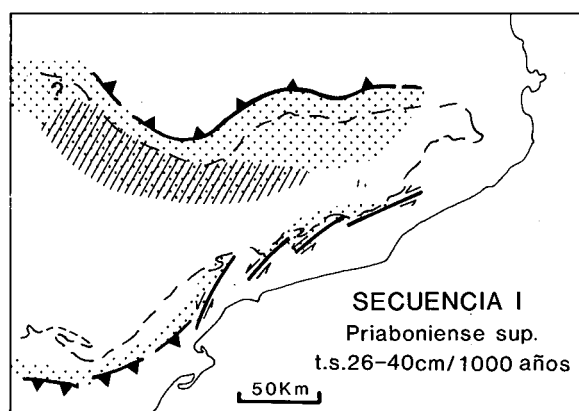 ?
SECUENCIA I
Priaboniense sup.
t.s.26-40cm/1000 años
50Km